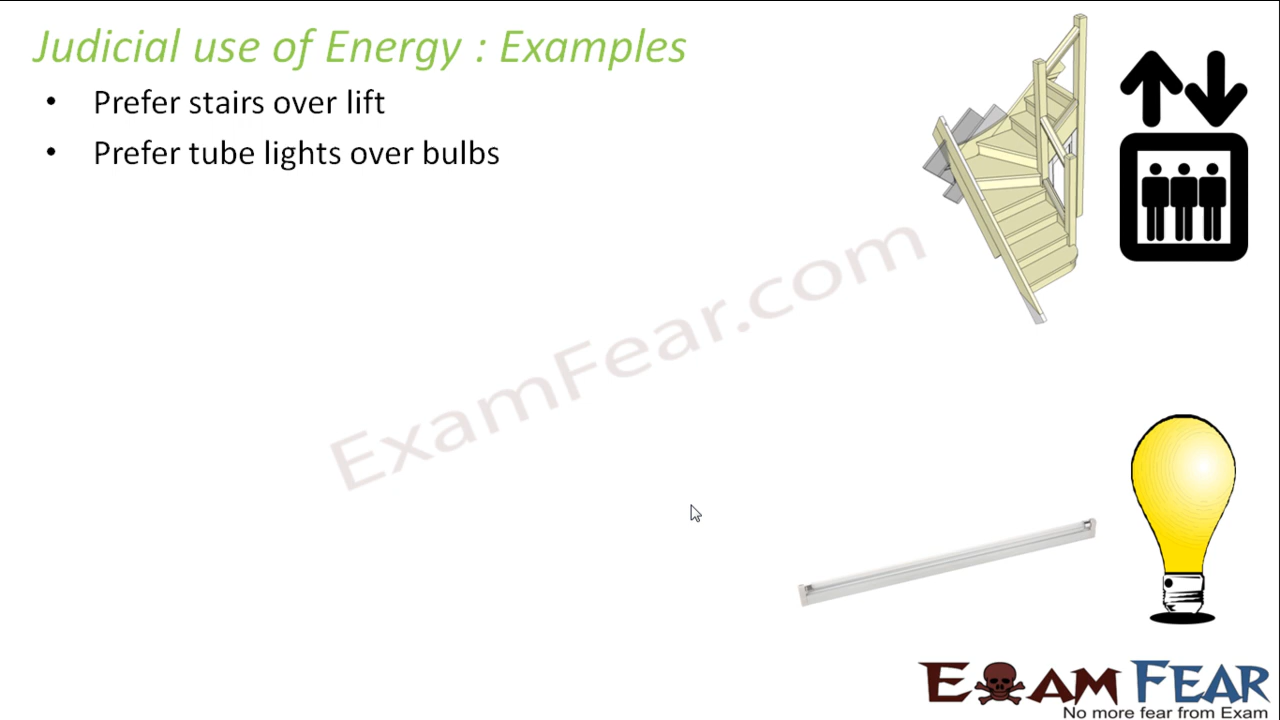 Judicial use of Energy : Examples
• Prefer stairs over lift
• Prefer tube lights over bulbs
ExamFear.com
EXAM FEAR
No more fear from Exam